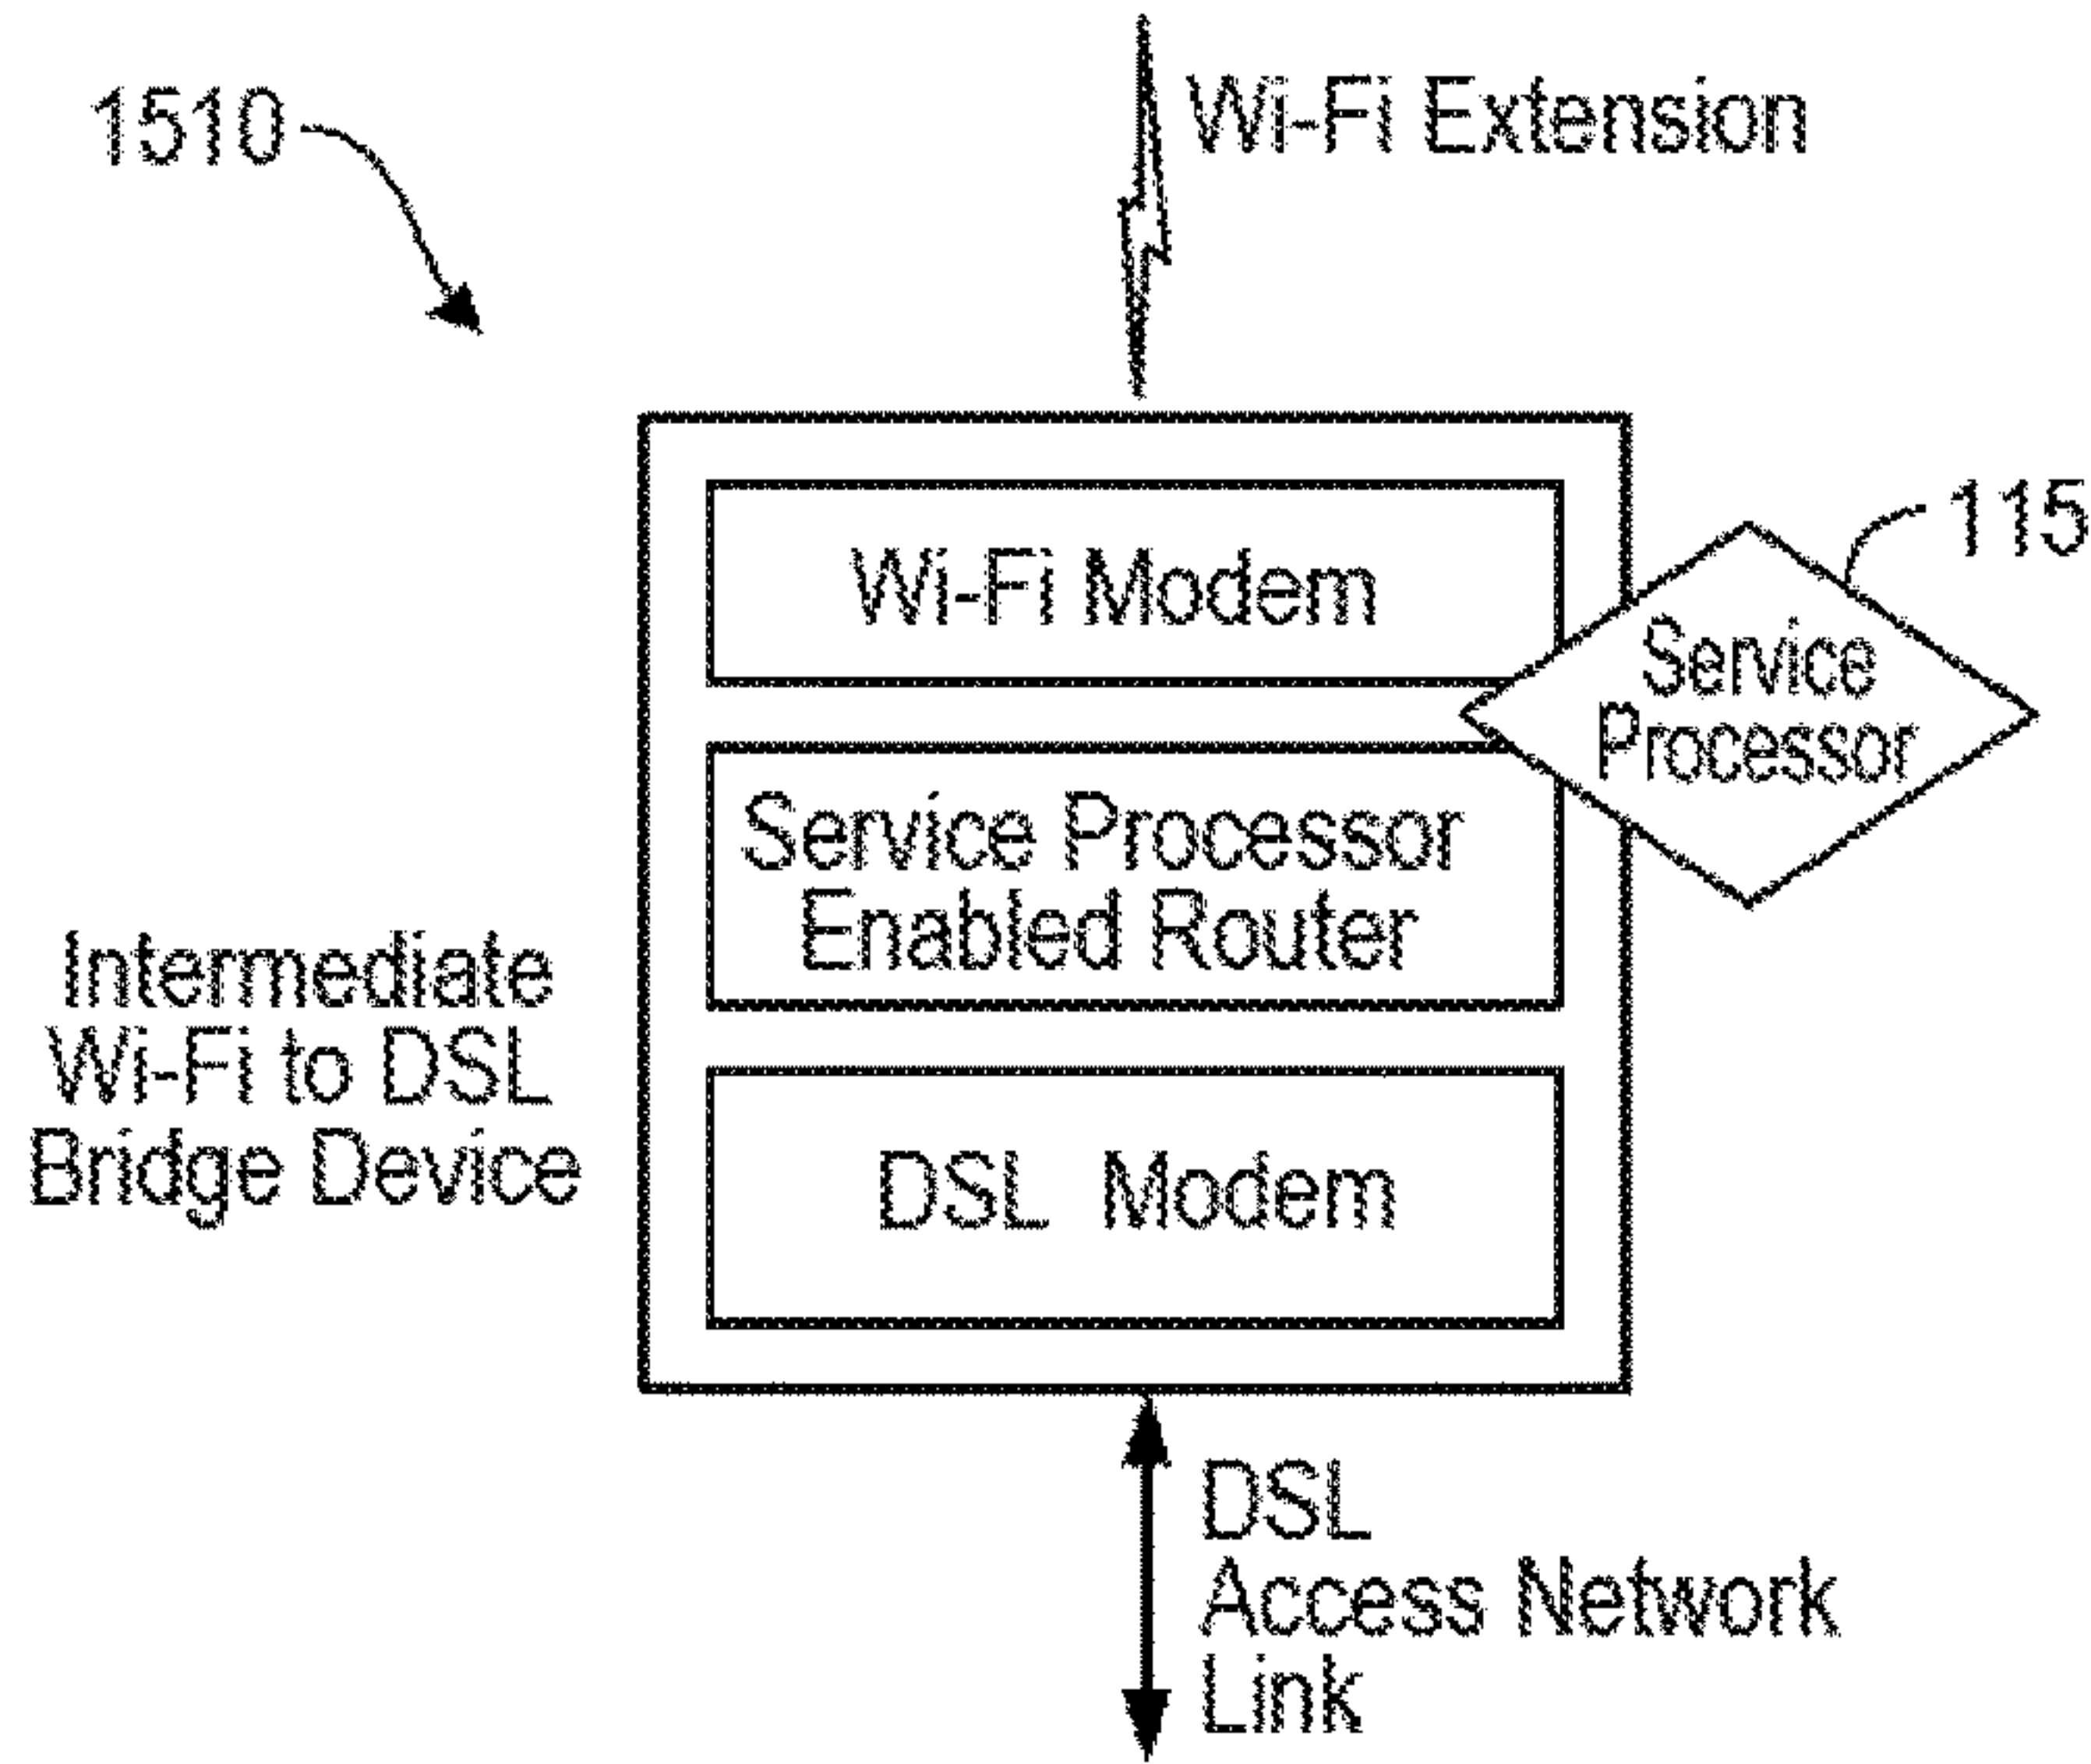 1510
Wi-Fi Extension
Wi-Fi Modem
115
Service
Processor
Service Processor
Enabled Router
Intermediate
Wi-Fi to DSL
Bridge Device
DSL Modem
DSL
Access Network
Link